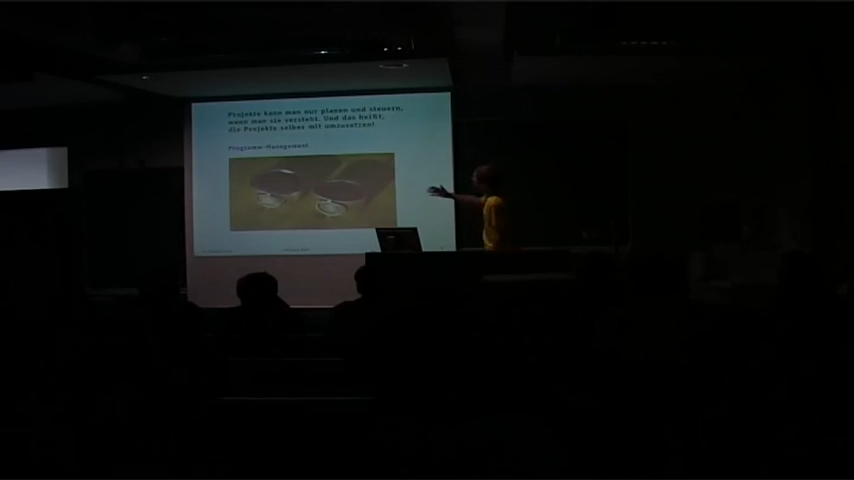 Projekte kann man nur planen und steuern,
wenn man sie versteht. Und das heißt,
die Projekte selber mit umzusetzen!
Programm-Management